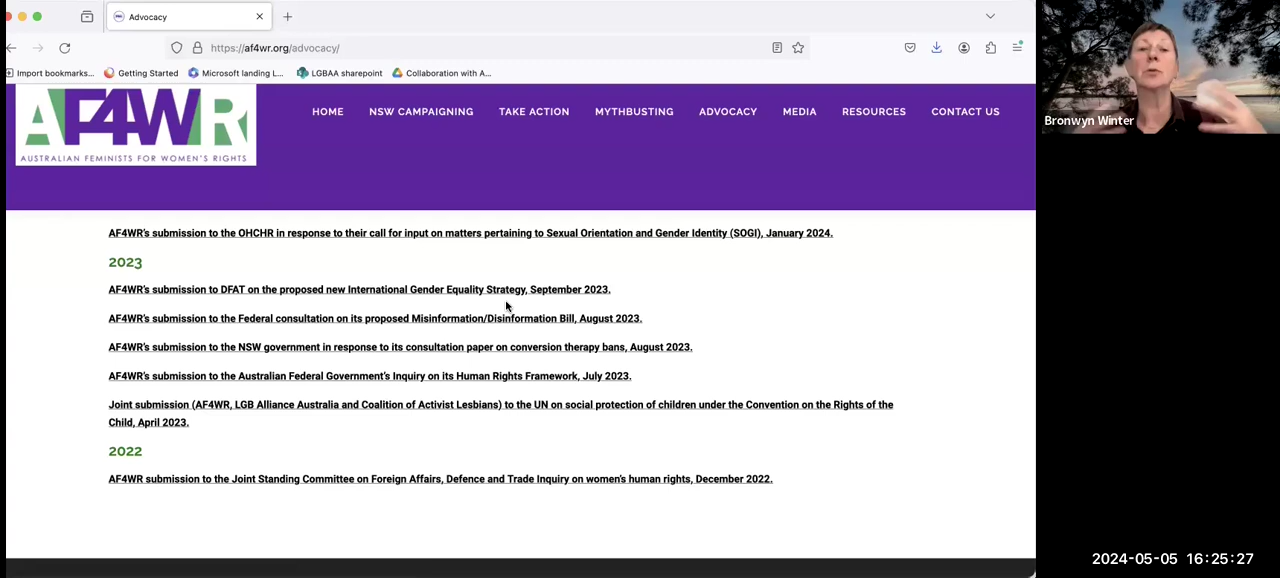 Advocacy
https://af4wr.org/advocacy/
Import bookmarks... Getting Started Microsoft landing L... LGBAA sharepoint Collaboration with A...
AF4WR
AUSTRALIAN FEMINISTS FOR WOMEN'S RIGHTS
HOME NSW CAMPAIGNING TAKE ACTION MYTHBUSTING ADVOCACY MEDIA RESOURCES CONTACT US
AF4WR's submission to the OHCHR in response to their call for input on matters pertaining to Sexual Orientation and Gender Identity (SOGI), January 2024.
2023
AF4WR's submission to DFAT on the proposed new International Gender Equality Strategy, September 2023.
AF4WR's submission to the Federal consultation on its proposed Misinformation/Disinformation Bill, August 2023.
AF4WR's submission to the NSW government in response to its consultation paper on conversion therapy bans, August 2023.
AF4WR's submission to the Australian Federal Government's Inquiry on its Human Rights Framework, July 2023.
Joint submission (AF4WR, LGB Alliance Australia and Coalition of Activist Lesbians) to the UN on social protection of children under the Convention on the Rights of the
Child, April 2023.
2022
AF4WR submission to the Joint Standing Committee on Foreign Affairs, Defence and Trade Inquiry on women's human rights, December 2022.
Bronwyn Winter
2024-05-05 16:25:27